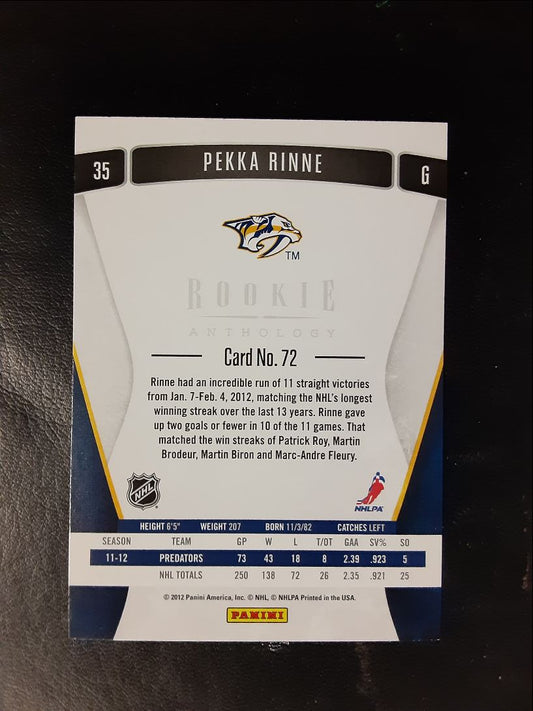 35
PEKKA RINNE
G
TM
ROOKIE
ANTHOLOGY
Card No. 72
Rinne had an incredible run of 11 straight victories
from Jan. 7-Feb. 4, 2012, matching the NHL's longest
winning streak over the last 13 years. Rinne gave
up two goals or fewer in 10 of the 11 games. That
matched the win streaks of Patrick Roy, Martin
Brodeur, Martin Biron and Marc-Andre Fleury.
NHL
NHLPA
HEIGHT 6'5" WEIGHT 207 BORN 11/3/82 CATCHES LEFT
SEASON TEAM GP W L T/OT GAA SV% SO
11-12 PREDATORS 73 43 18 8 2.39 .923 5
NHL TOTALS 250 138 72 26 2.35 .921 25
© 2012 Panini America, Inc. © NHL, © NHLPA Printed in the USA.
PANINI